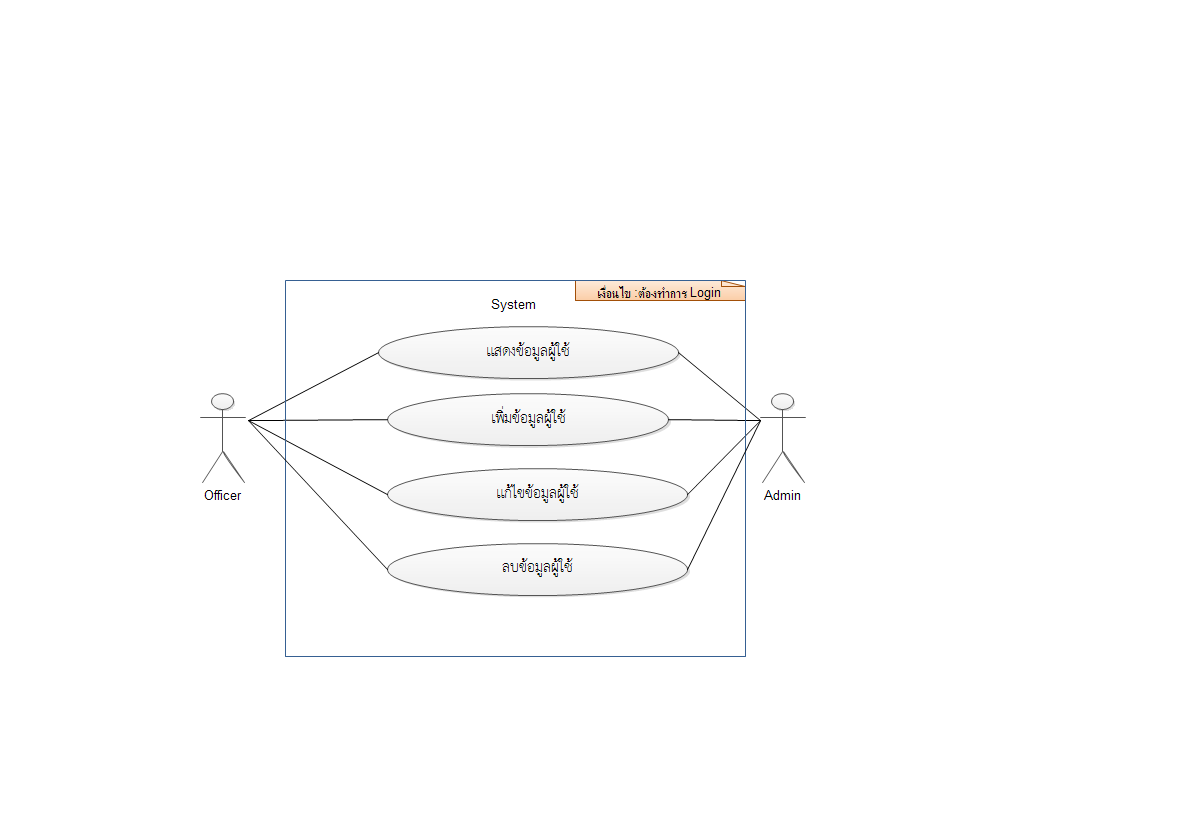 เงื่อนไข :ต้องทำการ Login
System
แสดงข้อมูลผู้ใช้
เพิ่มข้อมูลผู้ใช้
แก้ไขข้อมูลผู้ใช้
ลบข้อมูลผู้ใช้
Officer
Admin